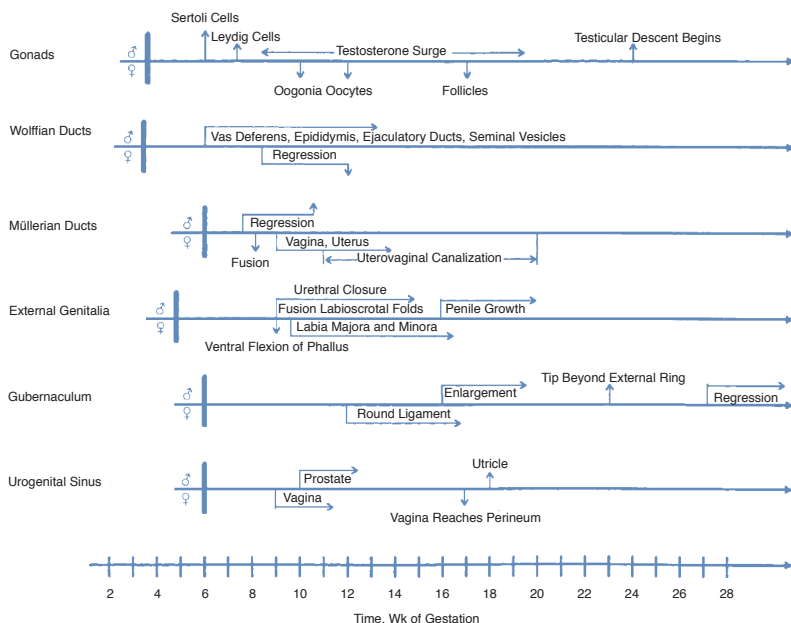 Sertoli Cells
Leydig Cells
Testosterone Surge
Testicular Descent Begins
Gonads
♂
♀
Oogonia Oocytes
Follicles
Wolffian Ducts
♂
♀
Vas Deferens, Epididymis, Ejaculatory Ducts, Seminal Vesicles
Regression
Müllerian Ducts
♂
♀
Regression
Vagina, Uterus
Fusion
Uterovaginal Canalization
External Genitalia
♂
♀
Urethral Closure
Fusion Labioscrotal Folds
Penile Growth
Labia Majora and Minora
Ventral Flexion of Phallus
Gubernaculum
♂
♀
Enlargement
Tip Beyond External Ring
Regression
Round Ligament
Urogenital Sinus
♂
♀
Utricle
Prostate
Vagina
Vagina Reaches Perineum
2 4 6 8 10 12 14 16 18 20 22 24 26 28
Time, Wk of Gestation